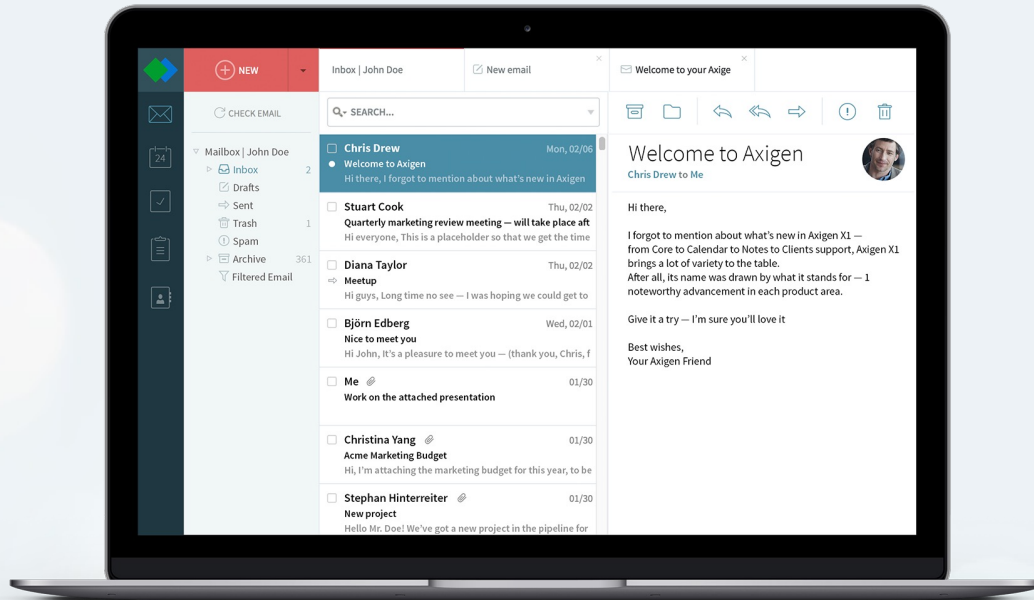 NEW
Inbox | John Doe
New email
Welcome to your Axige
CHECK EMAIL
SEARCH...
24
Mailbox | John Doe
Inbox 2
Drafts
Sent
Trash 1
Spam
Archive 361
Filtered Email
Chris Drew Mon, 02/06
Welcome to Axigen
Hi there, I forgot to mention about what's new in Axigen
Stuart Cook Thu, 02/02
Quarterly marketing review meeting — will take place aft
Hi everyone, This is a placeholder so that we get the time
Diana Taylor Thu, 02/02
Meetup
Hi guys, Long time no see — I was hoping we could get to
Björn Edberg Wed, 02/01
Nice to meet you
Hi John, It's a pleasure to meet you — (thank you, Chris, f
Me 01/30
Work on the attached presentation
Christina Yang 01/30
Acme Marketing Budget
Hi, I'm attaching the marketing budget for this year, to be
Stephan Hinterreiter 01/30
New project
Hello Mr. Doe! We've got a new project in the pipeline for
Welcome to Axigen
Chris Drew to Me
Hi there,
I forgot to mention about what's new in Axigen X1 —
from Core to Calendar to Notes to Clients support, Axigen X1
brings a lot of variety to the table.
After all, its name was drawn by what it stands for — 1
noteworthy advancement in each product area.
Give it a try — I'm sure you'll love it
Best wishes,
Your Axigen Friend